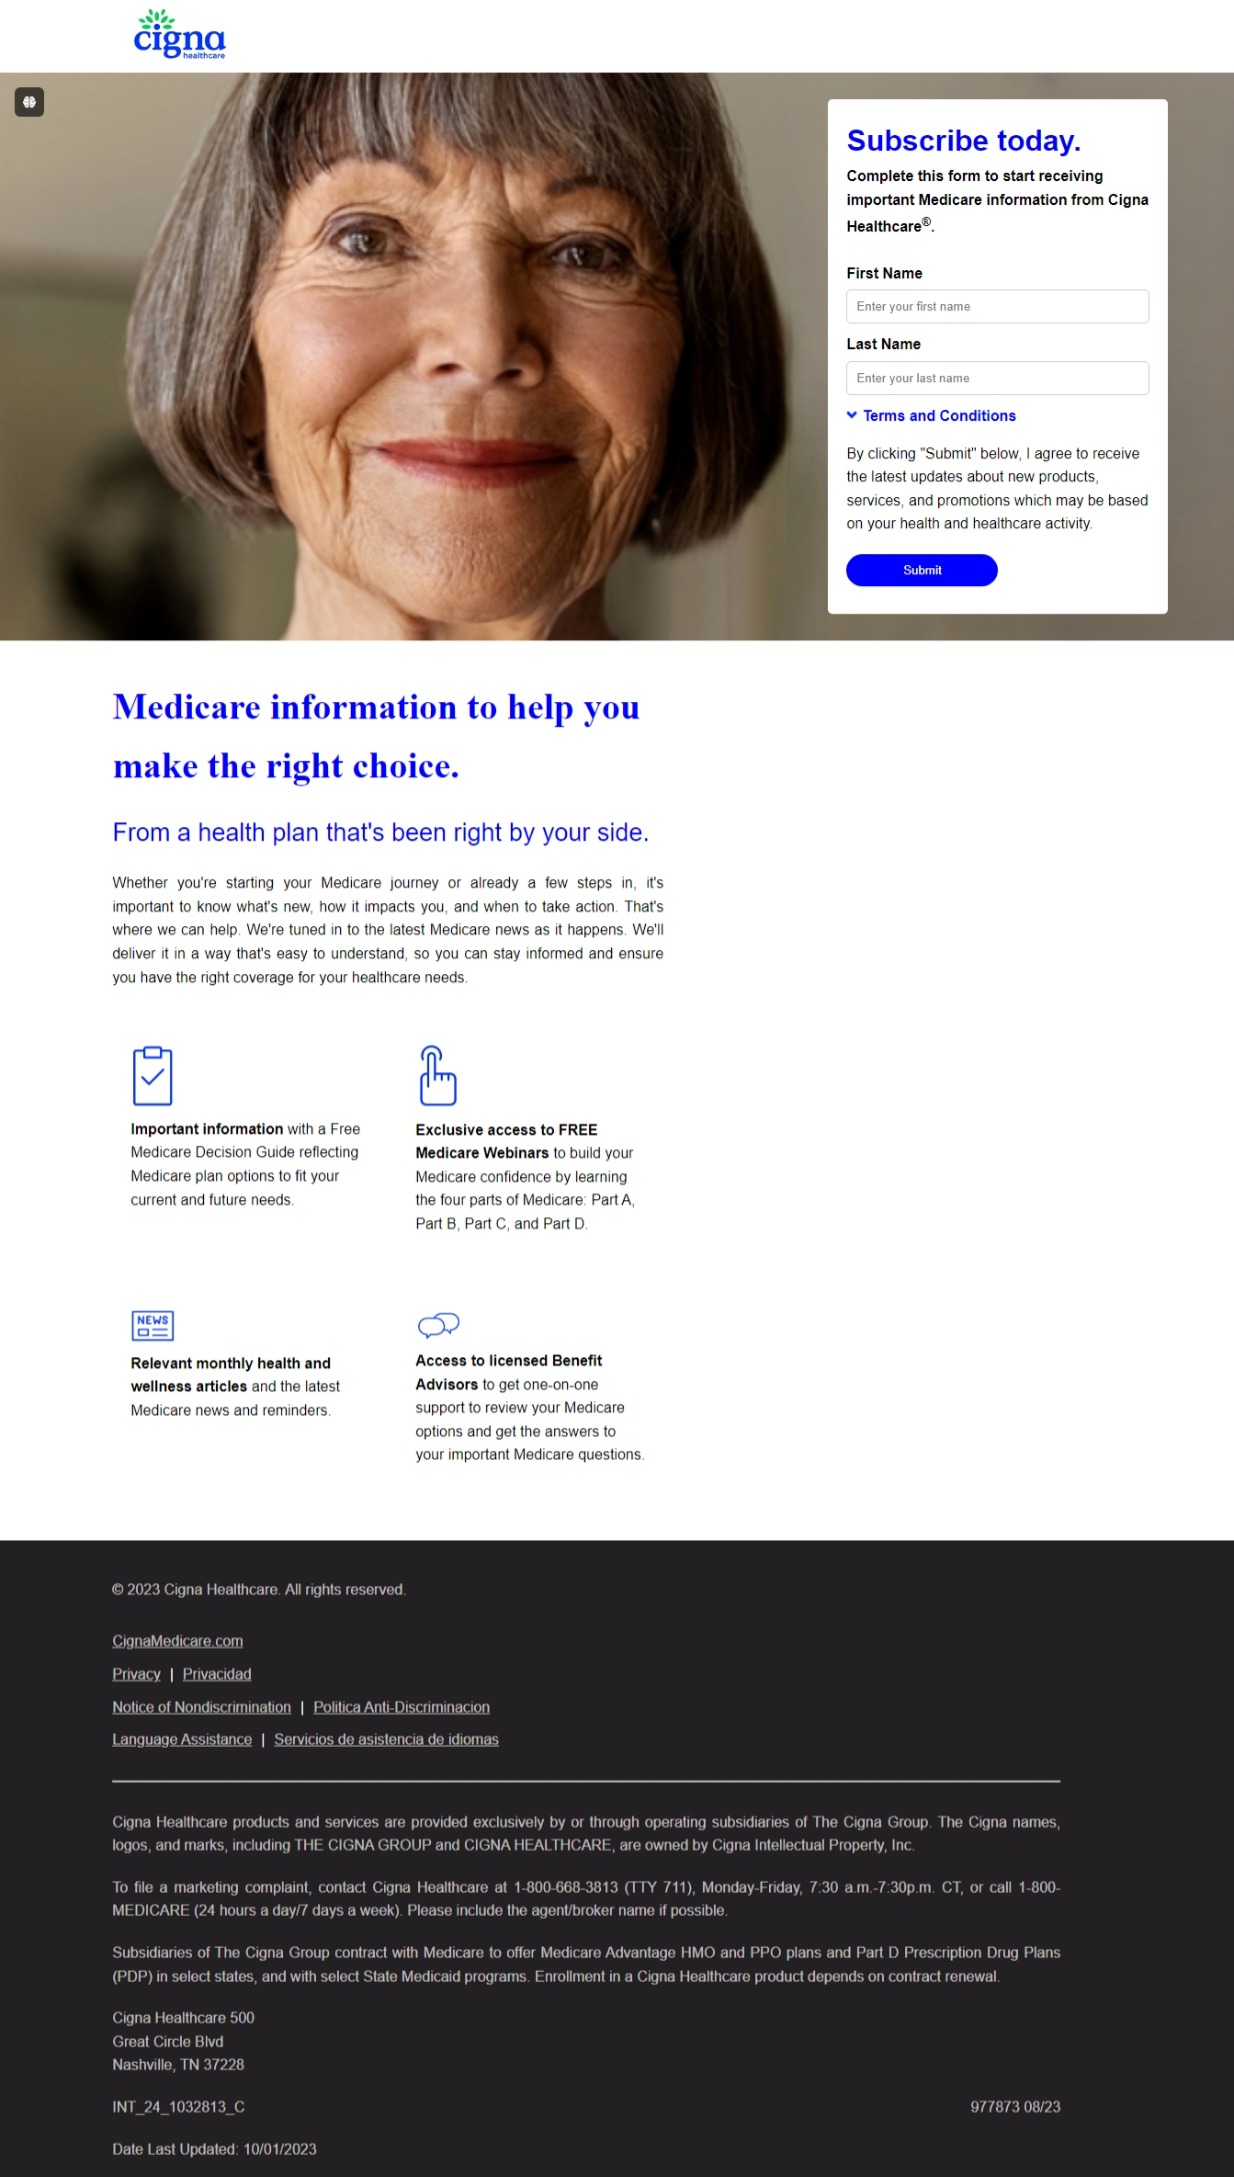 cigna
healthcare
Subscribe today.
Complete this form to start receiving
important Medicare information from Cigna
Healthcare®.
First Name
Enter your first name
Last Name
Enter your last name
Terms and Conditions
By clicking "Submit" below, I agree to receive
the latest updates about new products,
services, and promotions which may be based
on your health and healthcare activity.
Submit
Medicare information to help you
make the right choice.
From a health plan that's been right by your side.
Whether you're starting your Medicare journey or already a few steps in, it's
important to know what's new, how it impacts you, and when to take action. That's
where we can help. We're tuned in to the latest Medicare news as it happens. We'll
deliver it in a way that's easy to understand, so you can stay informed and ensure
you have the right coverage for your healthcare needs.
Important information with a Free
Medicare Decision Guide reflecting
Medicare plan options to fit your
current and future needs.
Exclusive access to FREE
Medicare Webinars to build your
Medicare confidence by learning
the four parts of Medicare: Part A,
Part B, Part C, and Part D.
NEWS
Relevant monthly health and
wellness articles and the latest
Medicare news and reminders.
Access to licensed Benefit
Advisors to get one-on-one
support to review your Medicare
options and get the answers to
your important Medicare questions.
© 2023 Cigna Healthcare. All rights reserved.
CignaMedicare.com
Privacy | Privacidad
Notice of Nondiscrimination | Politica Anti-Discriminacion
Language Assistance | Servicios de asistencia de idiomas
Cigna Healthcare products and services are provided exclusively by or through operating subsidiaries of The Cigna Group. The Cigna names,
logos, and marks, including THE CIGNA GROUP and CIGNA HEALTHCARE, are owned by Cigna Intellectual Property, Inc.
To file a marketing complaint, contact Cigna Healthcare at 1-800-668-3813 (TTY 711), Monday-Friday, 7:30 a.m.-7:30p.m. CT, or call 1-800-
MEDICARE (24 hours a day/7 days a week). Please include the agent/broker name if possible.
Subsidiaries of The Cigna Group contract with Medicare to offer Medicare Advantage HMO and PPO plans and Part D Prescription Drug Plans
(PDP) in select states, and with select State Medicaid programs. Enrollment in a Cigna Healthcare product depends on contract renewal.
Cigna Healthcare 500
Great Circle Blvd
Nashville, TN 37228
INT_24_1032813_C 977873 08/23
Date Last Updated: 10/01/2023